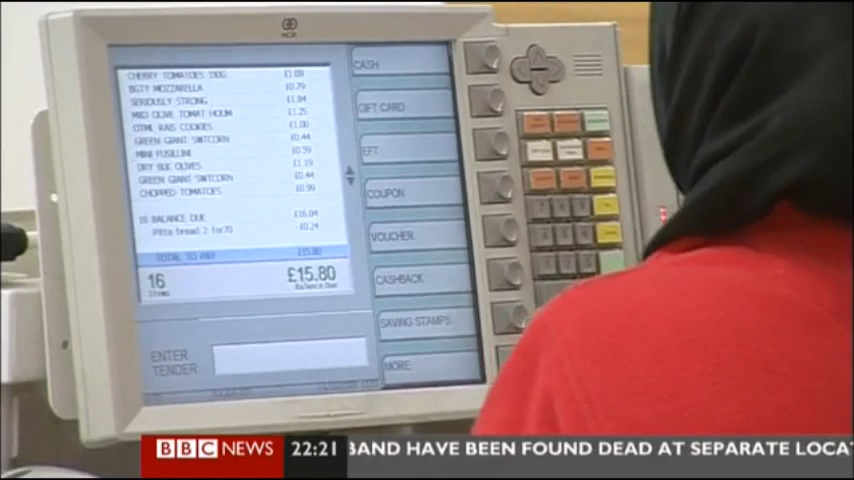 NCR
CHERRY TOMATOES 330G £1.09
BGTY MOZZARELLA £0.79
SERIOUSLY STRONG £1.84
MXD OLIVE TOMAT HOUM £1.25
OTML RAIS COOKIES £1.00
GREEN GIANT SWTCORN £0.44
MINI FUSILLINI £0.59
DRY BLK OLIVES £1.19
GREEN GIANT SWTCORN £0.44
CHOPPED TOMATOES £0.99
16 BALANCE DUE £16.04
Pitta bread 2 for70 -£0.24
TOTAL TO PAY £15.80
16 £15.80
Items Balance Due
ENTER
TENDER
CASH
GIFT CARD
EFT
COUPON
VOUCHER
CASHBACK
SAVING STAMPS
MORE
BBC NEWS 22:21 BAND HAVE BEEN FOUND DEAD AT SEPARATE LOCA